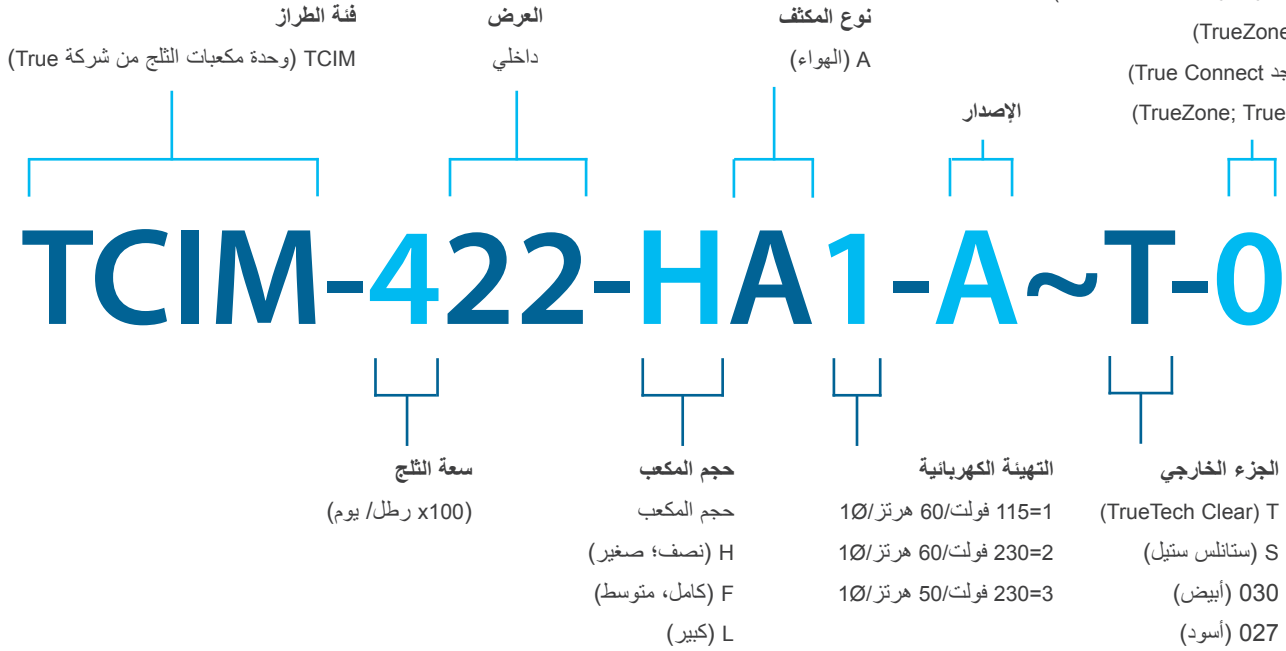 فئة الطراز
TCIM (وحدة مكعبات الثلج من شركة True)
العرض
داخلي
نوع المكثف
A (الهواء)
الإصدار
(TrueZone
True Connect)
(TrueZone; True
TCIM-422-HA1-A~T-0
سعة الثلج
(x100 رطل/ يوم)
حجم المكعب
حجم المكعب
H (نصف؛ صغير)
F (كامل، متوسط)
L (كبير)
التهيئة الكهربائية
1=115 فولت/60 هرتز/1Ø
2=230 فولت/60 هرتز/1Ø
3=230 فولت/50 هرتز/1Ø
الجزء الخارجي
T (TrueTech Clear)
S (ستانلس ستيل)
030 (أبيض)
027 (أسود)